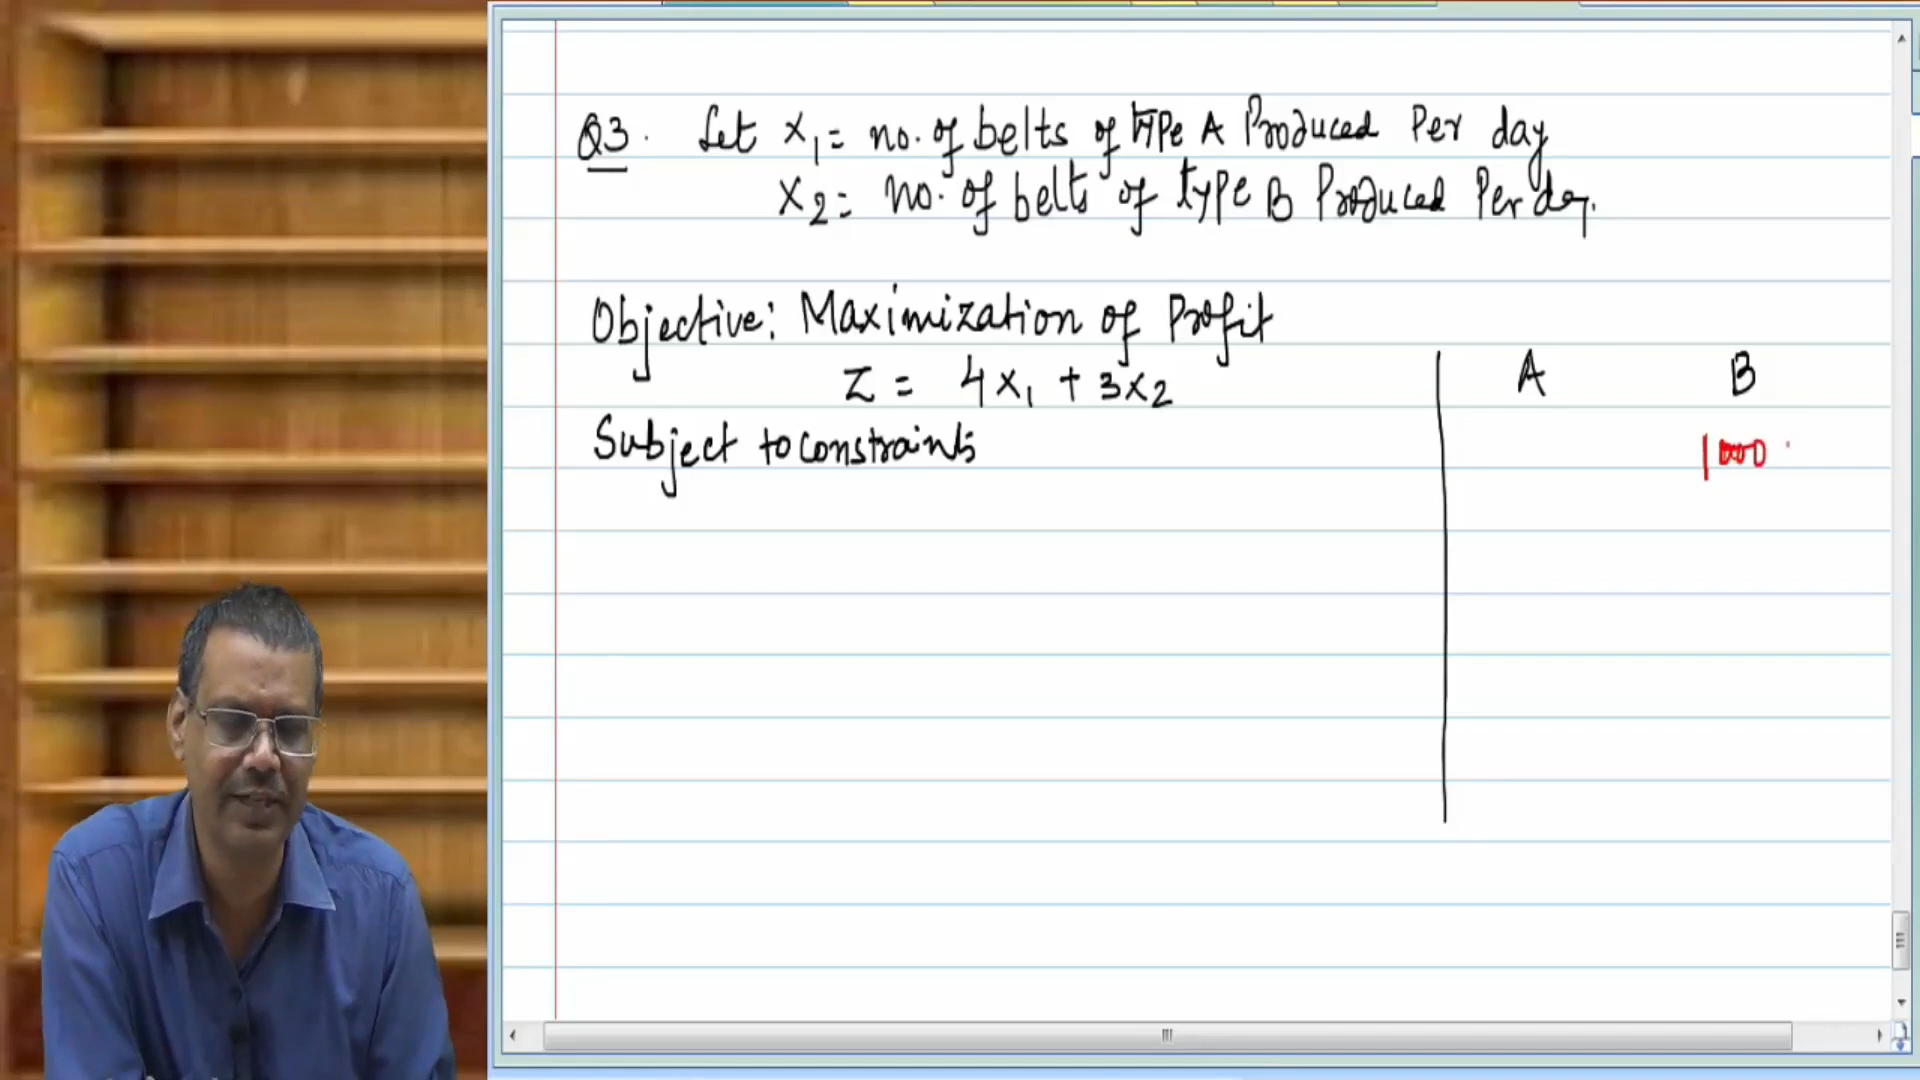 Q3. Let x₁ = no. of belts of type A Produced Per day
x₂ = no. of belts of type B Produced Per day.
Objective: Maximization of Profit
Z = 4x₁ + 3x₂
Subject to constraints
A B
1000